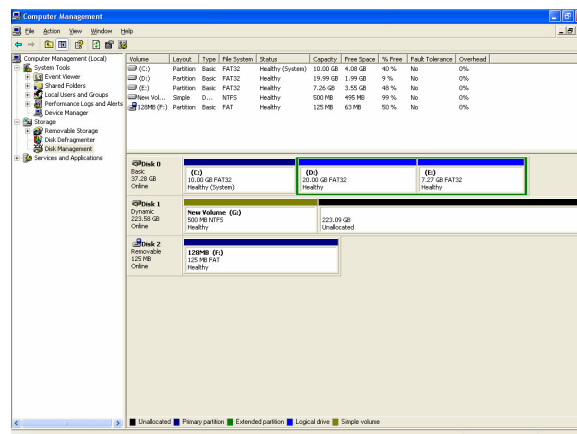 Computer Management
File Action View Window Help
Computer Management (Local)
System Tools
Event Viewer
Shared Folders
Local Users and Groups
Performance Logs and Alerts
Device Manager
Storage
Removable Storage
Disk Defragmenter
Disk Management
Services and Applications
Volume Layout Type File System Status Capacity Free Space % Free Fault Tolerance Overhead
(C:) Partition Basic FAT32 Healthy (System) 10.00 GB 4.08 GB 40 % No 0%
(D:) Partition Basic FAT32 Healthy 19.99 GB 1.99 GB 9 % No 0%
(E:) Partition Basic FAT32 Healthy 7.26 GB 3.55 GB 48 % No 0%
New Vol... Simple D... NTFS Healthy 500 MB 495 MB 99 % No 0%
128MB (F:) Partition Basic FAT Healthy 125 MB 63 MB 50 % No 0%
Disk 0
Basic
37.28 GB
Online
(C:)
10.00 GB FAT32
Healthy (System)
(D:)
20.00 GB FAT32
Healthy
(E:)
7.27 GB FAT32
Healthy
Disk 1
Dynamic
223.58 GB
Online
New Volume (G:)
500 MB NTFS
Healthy
223.09 GB
Unallocated
Disk 2
Removable
125 MB
Online
128MB (F:)
125 MB FAT
Healthy
Unallocated Primary partition Extended partition Logical drive Simple volume